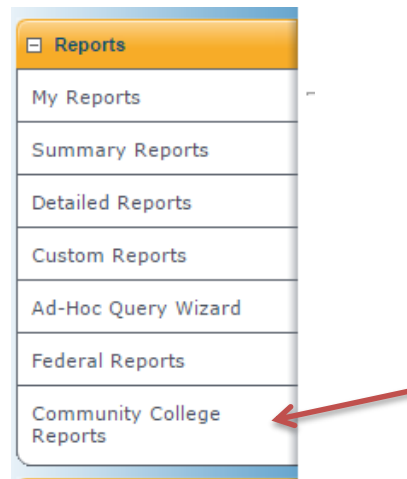 Reports
My Reports
Summary Reports
Detailed Reports
Custom Reports
Ad-Hoc Query Wizard
Federal Reports
Community College
Reports